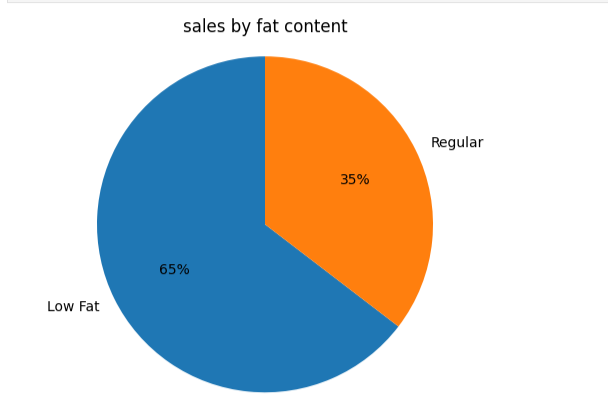 sales by fat content
Regular
35%
65%
Low Fat